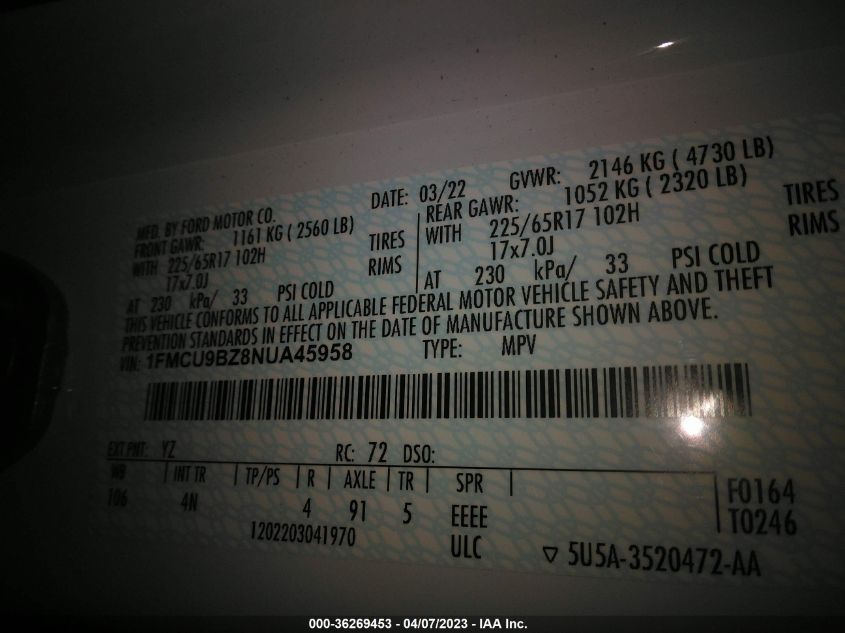 MFD. BY FORD MOTOR CO. DATE: 03/22 GVWR: 2146 KG ( 4730 LB)
FRONT GAWR: 1161 KG ( 2560 LB) REAR GAWR: 1052 KG ( 2320 LB)
WITH 225/65R17 102H TIRES WITH 225/65R17 102H TIRES
17x7.0J RIMS 17x7.0J RIMS
AT 230 kPa/ 33 PSI COLD AT 230 kPa/ 33 PSI COLD
THIS VEHICLE CONFORMS TO ALL APPLICABLE FEDERAL MOTOR VEHICLE SAFETY AND THEFT
PREVENTION STANDARDS IN EFFECT ON THE DATE OF MANUFACTURE SHOWN ABOVE.
VIN: 1FMCU9BZ8NUA45958 TYPE: MPV
EXT PNT: YZ RC: 72 DSO:
WB INT TR TP/PS R AXLE TR SPR F0164
106 4N 4 91 5 EEEE T0246
1202203041970 ULC ▽ 5U5A-3520472-AA
000-36269453 - 04/07/2023 - IAA Inc.